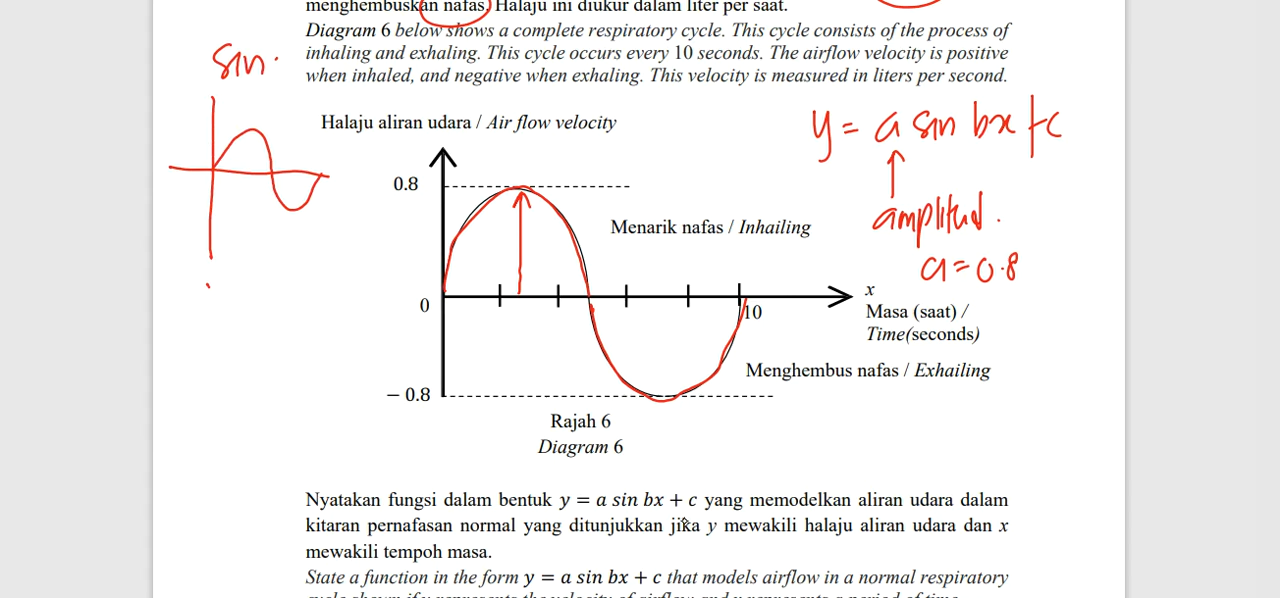 menghembuskan nafas. Halaju ini diukur dalam liter per saat.
Diagram 6 below shows a complete respiratory cycle. This cycle consists of the process of
inhaling and exhaling. This cycle occurs every 10 seconds. The airflow velocity is positive
when inhaled, and negative when exhaling. This velocity is measured in liters per second.
sin.
Halaju aliran udara / Air flow velocity
y = a sin bx + c
0.8
Menarik nafas / Inhailing
amplitud.
a = 0.8
0
10
x
Masa (saat) /
Time(seconds)
Menghembus nafas / Exhailing
− 0.8
Rajah 6
Diagram 6
Nyatakan fungsi dalam bentuk y = a sin bx + c yang memodelkan aliran udara dalam
kitaran pernafasan normal yang ditunjukkan jika y mewakili halaju aliran udara dan x
mewakili tempoh masa.
State a function in the form y = a sin bx + c that models airflow in a normal respiratory